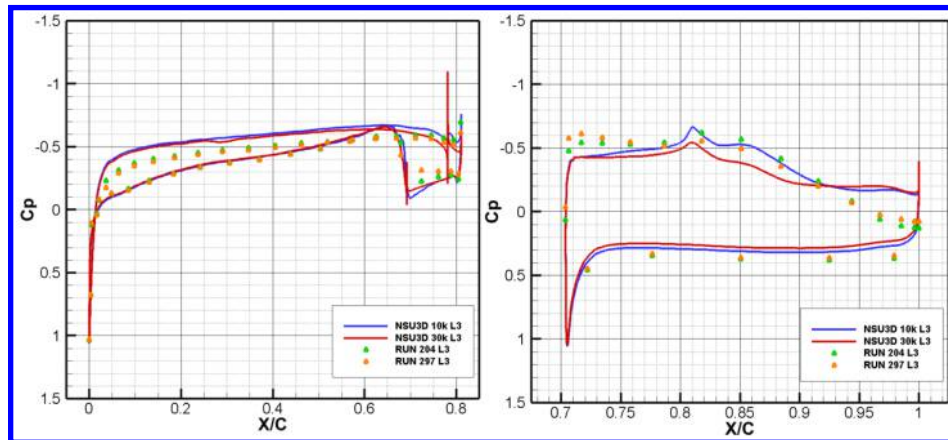 -1.5
-1
-0.5
0
0.5
1
1.5
Cp
0
0.2
0.4
0.6
0.8
X/C
NSU3D 10k L3
NSU3D 30k L3
RUN 204 L3
RUN 297 L3
-1.5
-1
-0.5
0
0.5
1
1.5
Cp
0.7
0.75
0.8
0.85
0.9
0.95
1
X/C
NSU3D 10k L3
NSU3D 30k L3
RUN 204 L3
RUN 297 L3